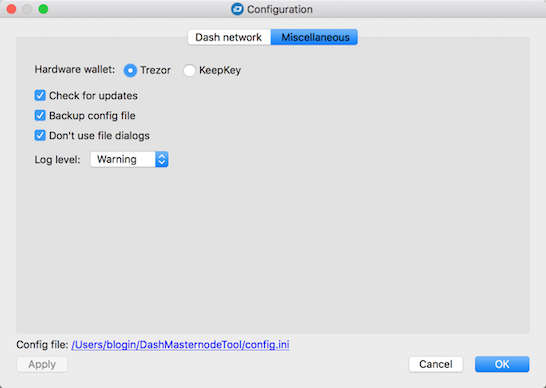 Configuration
Dash network Miscellaneous
Hardware wallet: Trezor KeepKey
Check for updates
Backup config file
Don't use file dialogs
Log level: Warning
Config file: /Users/blogin/DashMasternodeTool/config.ini
Apply Cancel OK